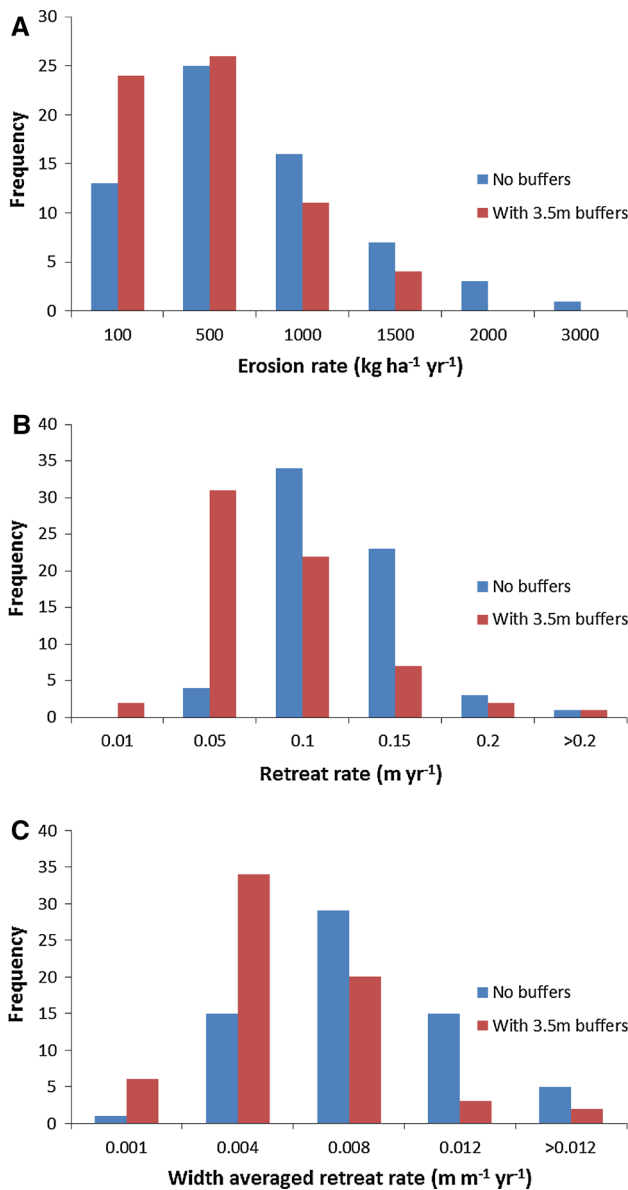 A
30
25
20
15
10
5
0
Frequency
No buffers
With 3.5m buffers
100 500 1000 1500 2000 3000
Erosion rate (kg ha⁻¹ yr⁻¹)
B
40
35
30
25
20
15
10
5
0
Frequency
No buffers
With 3.5m buffers
0.01 0.05 0.1 0.15 0.2 >0.2
Retreat rate (m yr⁻¹)
C
40
35
30
25
20
15
10
5
0
Frequency
No buffers
With 3.5m buffers
0.001 0.004 0.008 0.012 >0.012
Width averaged retreat rate (m m⁻¹ yr⁻¹)